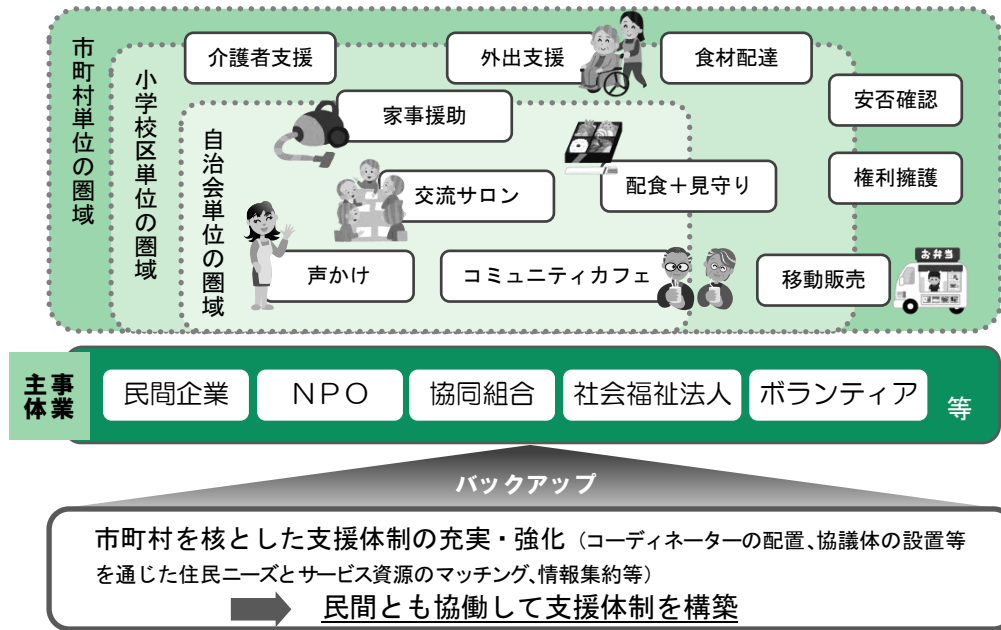 市町村単位の圏域
小学校区単位の圏域
自治会単位の圏域
介護者支援
外出支援
食材配達
安否確認
家事援助
権利擁護
交流サロン
配食+見守り
声かけ
コミュニティカフェ
移動販売
お弁当
事業主体
民間企業
NPO
協同組合
社会福祉法人
ボランティア
等
バックアップ
市町村を核とした支援体制の充実・強化（コーディネーターの配置、協議体の設置等
を通じた住民ニーズとサービス資源のマッチング、情報集約等）
民間とも協働して支援体制を構築